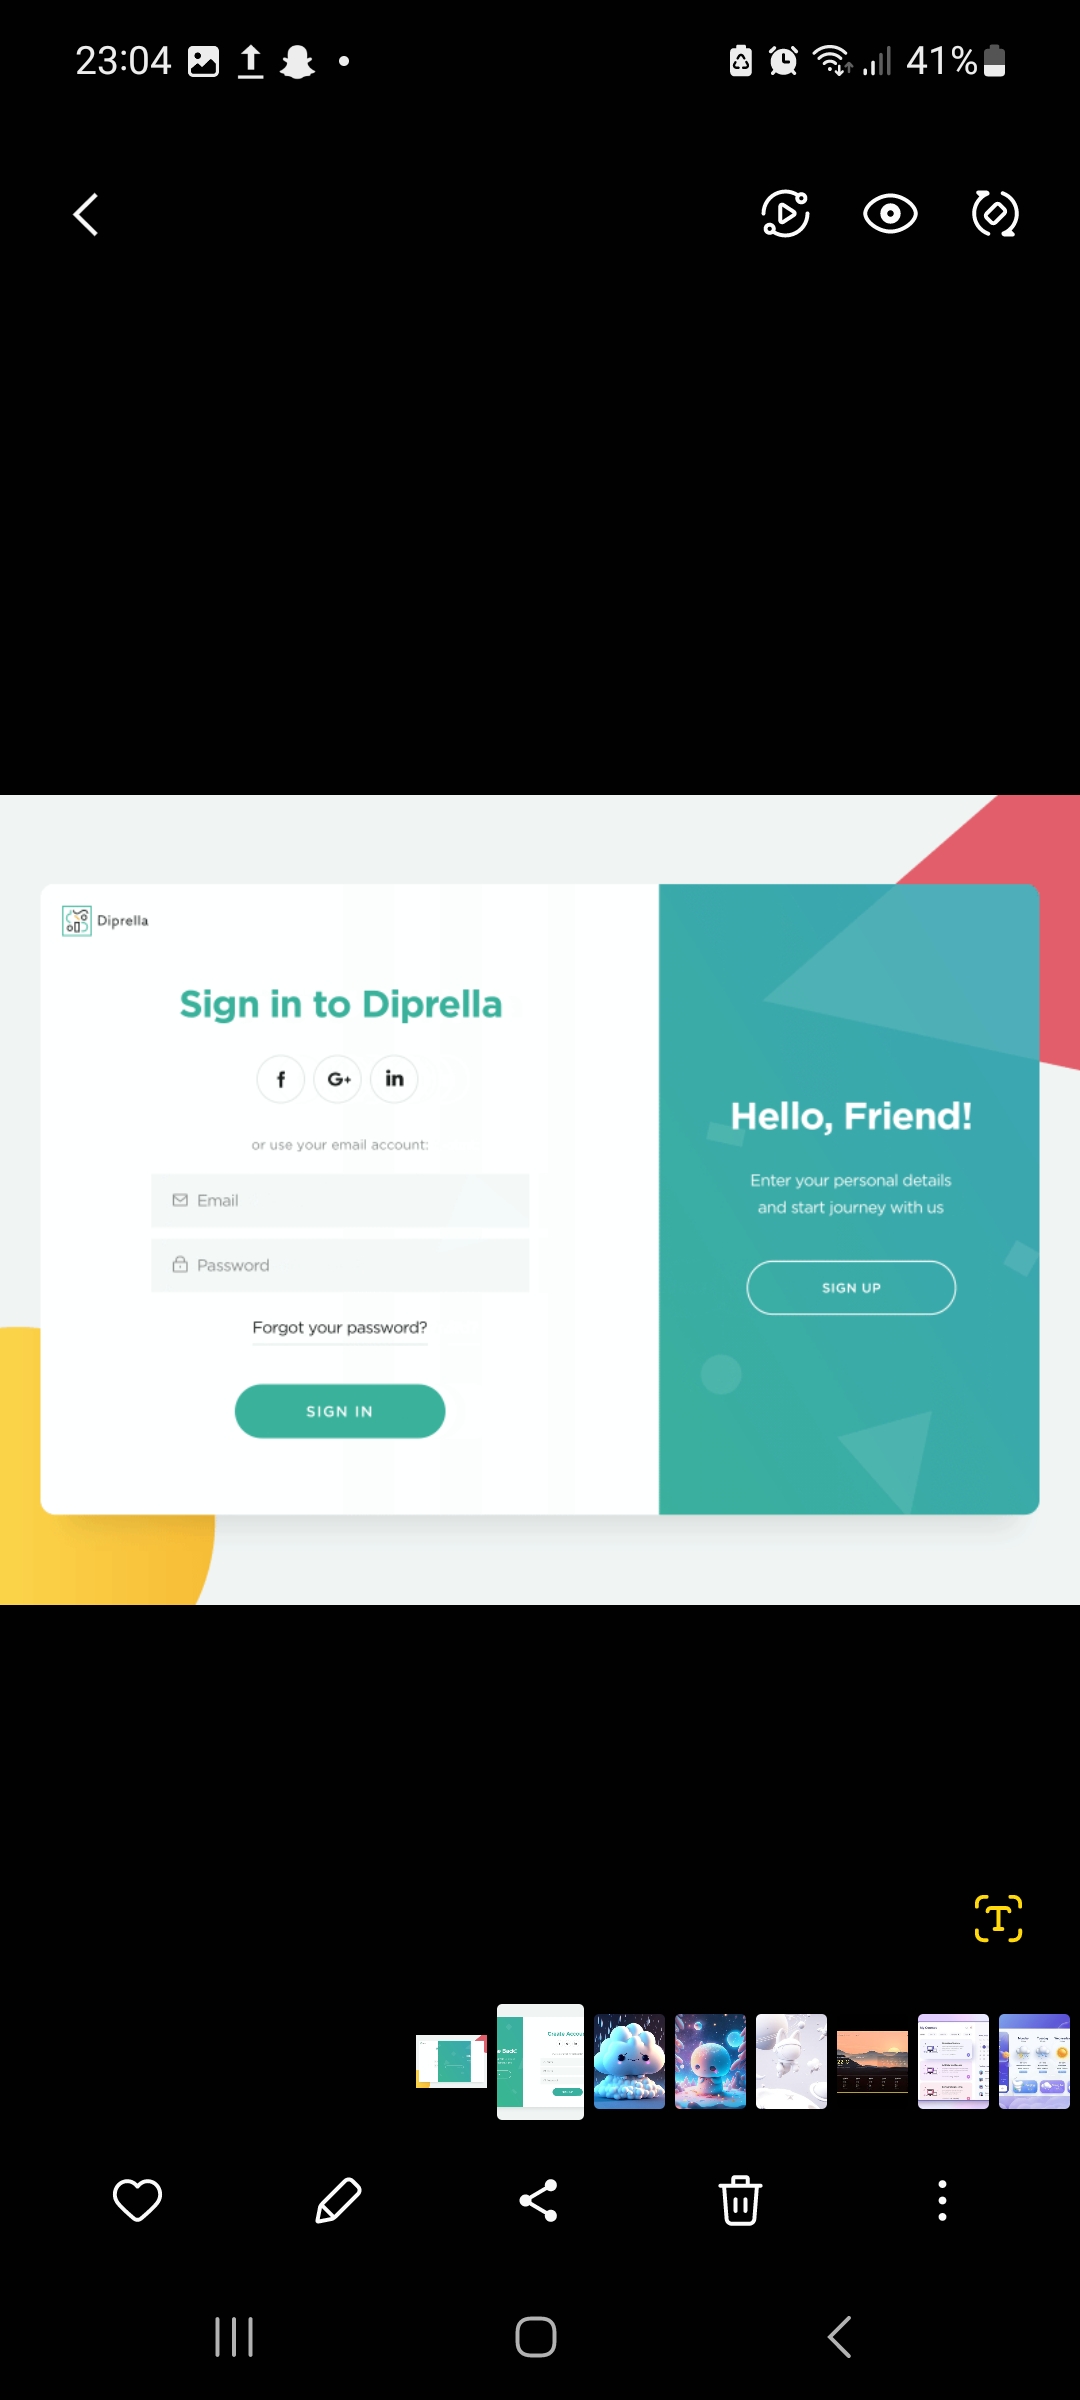 23:04
41%
Diprella
Sign in to Diprella
f G+ in
or use your email account:
Email
Password
Forgot your password?
SIGN IN
Hello, Friend!
Enter your personal details
and start journey with us
SIGN UP
T